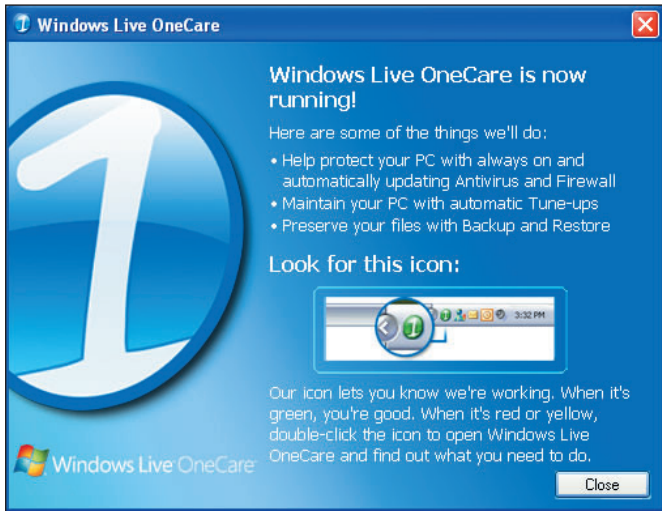 Windows Live OneCare
Windows Live OneCare is now
running!
Here are some of the things we'll do:
• Help protect your PC with always on and
automatically updating Antivirus and Firewall
• Maintain your PC with automatic Tune-ups
• Preserve your files with Backup and Restore
Look for this icon:
3:32 PM
Our icon lets you know we're working. When it's
green, you're good. When it's red or yellow,
double-click the icon to open Windows Live
OneCare and find out what you need to do.
Windows Live OneCare
Close